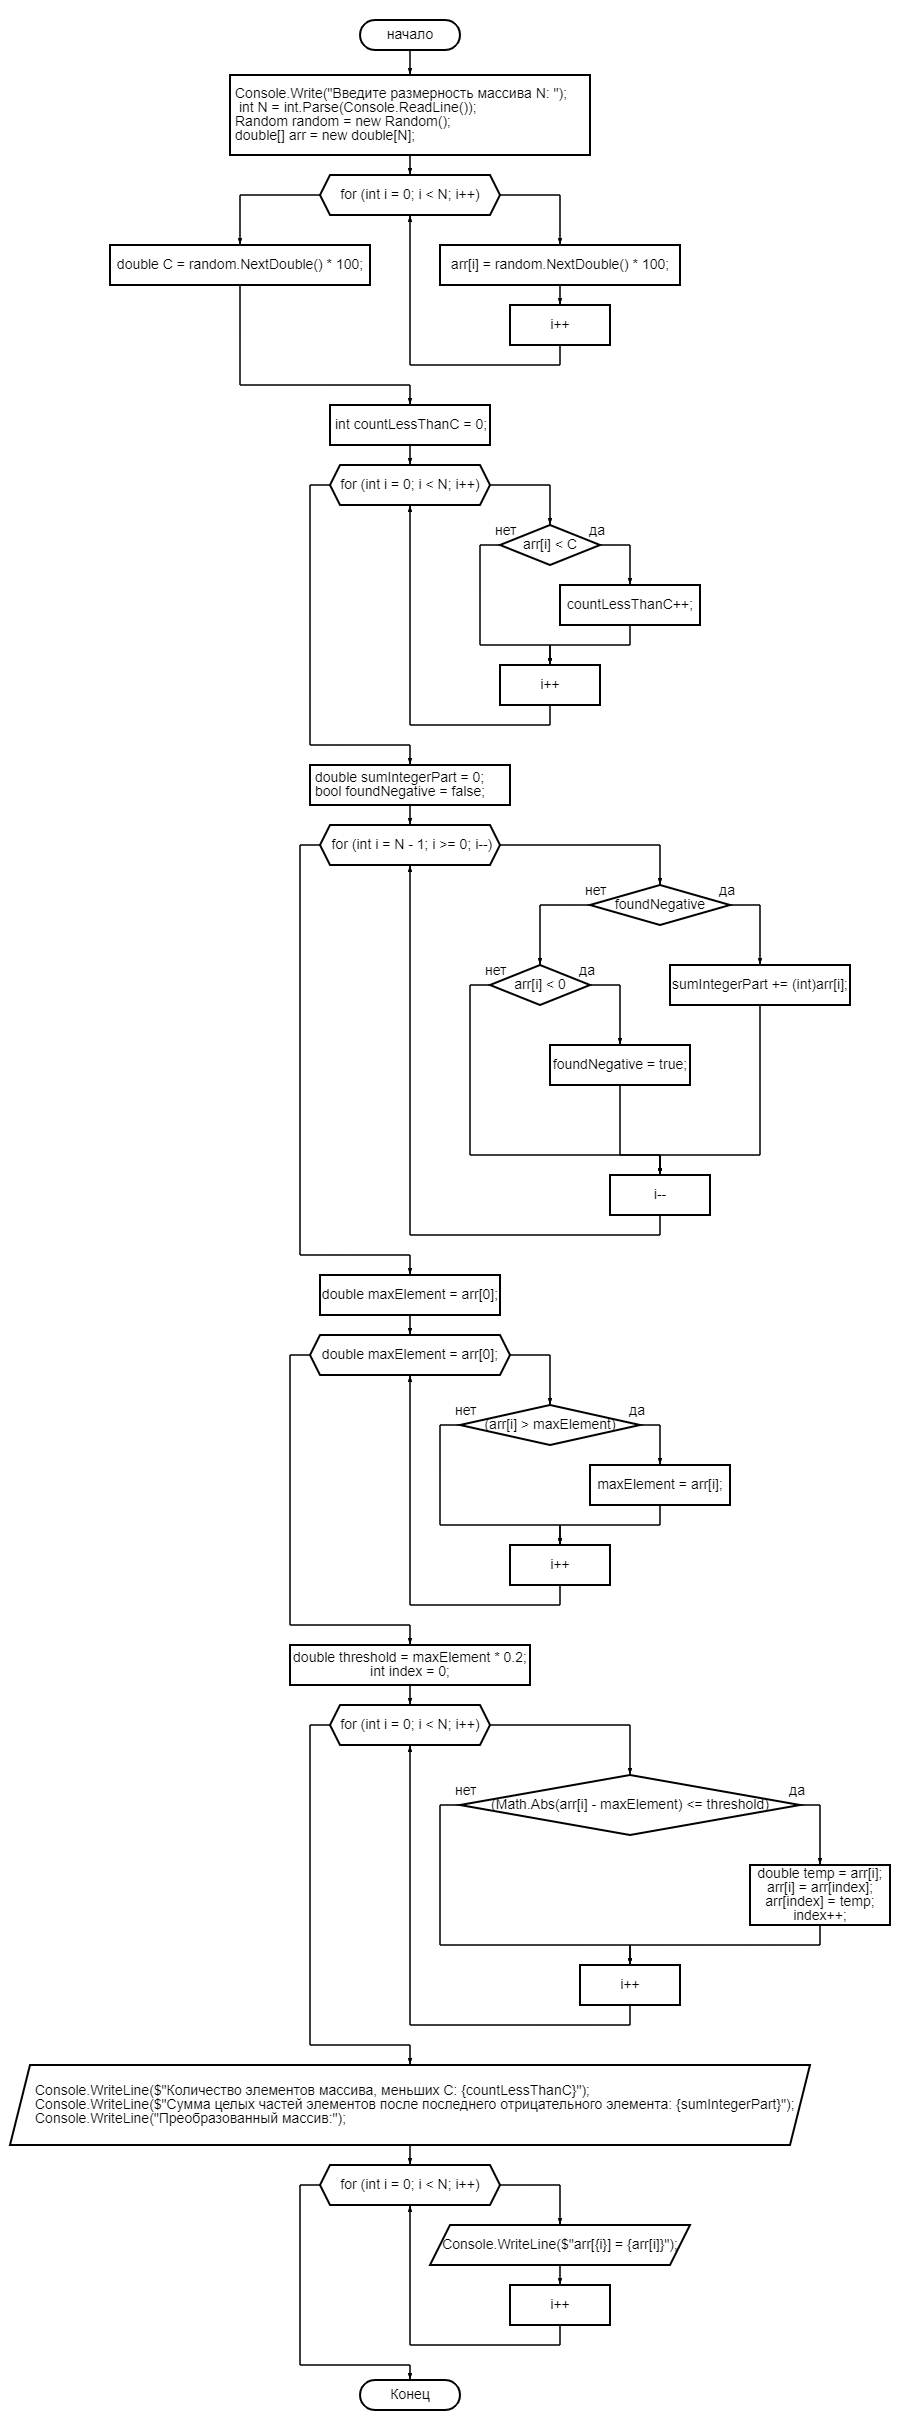 начало
Console.Write("Введите размерность массива N: ");
int N = int.Parse(Console.ReadLine());
Random random = new Random();
double[] arr = new double[N];
for (int i = 0; i < N; i++)
double C = random.NextDouble() * 100;
arr[i] = random.NextDouble() * 100;
i++
int countLessThanC = 0;
for (int i = 0; i < N; i++)
нет
да
arr[i] < C
countLessThanC++;
i++
double sumIntegerPart = 0;
bool foundNegative = false;
for (int i = N - 1; i >= 0; i--)
нет
да
foundNegative
нет
да
arr[i] < 0
sumIntegerPart += (int)arr[i];
foundNegative = true;
i--
double maxElement = arr[0];
double maxElement = arr[0];
нет
да
(arr[i] > maxElement)
maxElement = arr[i];
i++
double threshold = maxElement * 0.2;
int index = 0;
for (int i = 0; i < N; i++)
нет
да
(Math.Abs(arr[i] - maxElement) <= threshold)
double temp = arr[i];
arr[i] = arr[index];
arr[index] = temp;
index++;
i++
Console.WriteLine($"Количество элементов массива, меньших C: {countLessThanC}");
Console.WriteLine($"Сумма целых частей элементов после последнего отрицательного элемента: {sumIntegerPart}");
Console.WriteLine("Преобразованный массив:");
for (int i = 0; i < N; i++)
Console.WriteLine($"arr[{i}] = {arr[i]}");
i++
Конец